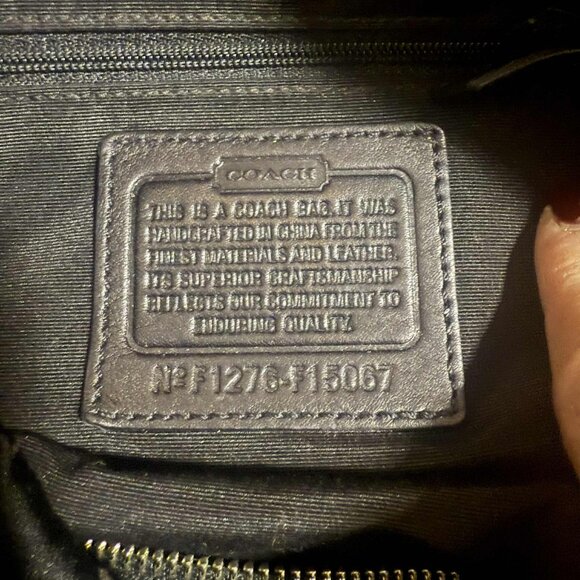 COACH
THIS IS A COACH BAG. IT WAS
HANDCRAFTED IN CHINA FROM THE
FINEST MATERIALS AND LEATHER.
ITS SUPERIOR CRAFTSMANSHIP
REFLECTS OUR COMMITMENT TO
ENDURING QUALITY.
Nº F1276-F15067